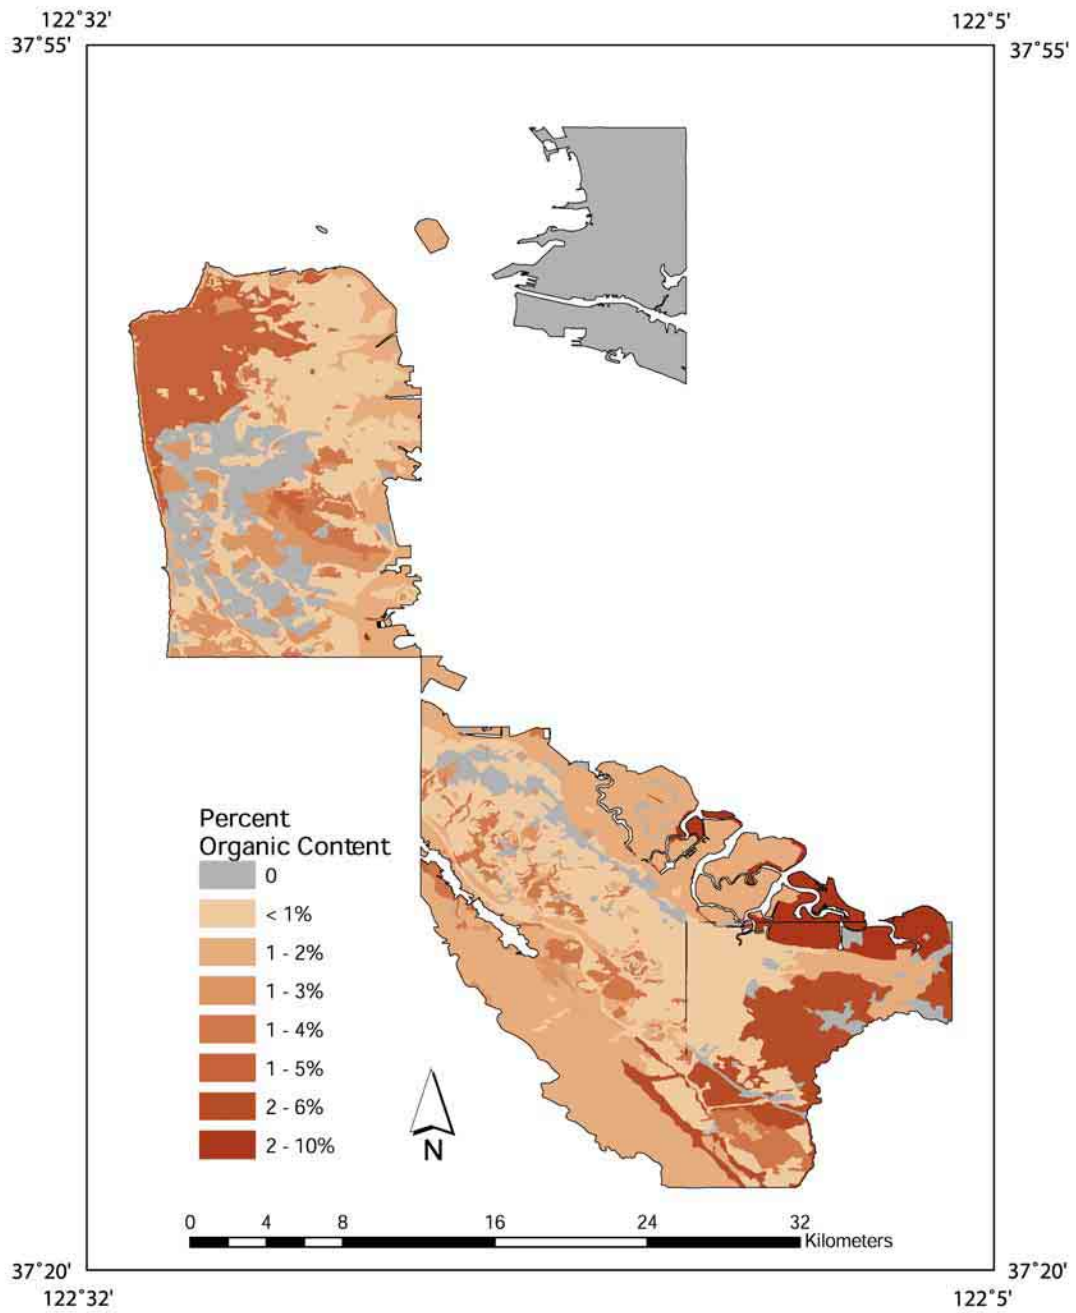 122°32'
122°5'
37°55'
37°55'
Percent
Organic Content
0
< 1%
1 - 2%
1 - 3%
1 - 4%
1 - 5%
2 - 6%
2 - 10%
N
0 4 8 16 24 32
Kilometers
37°20'
37°20'
122°32'
122°5'